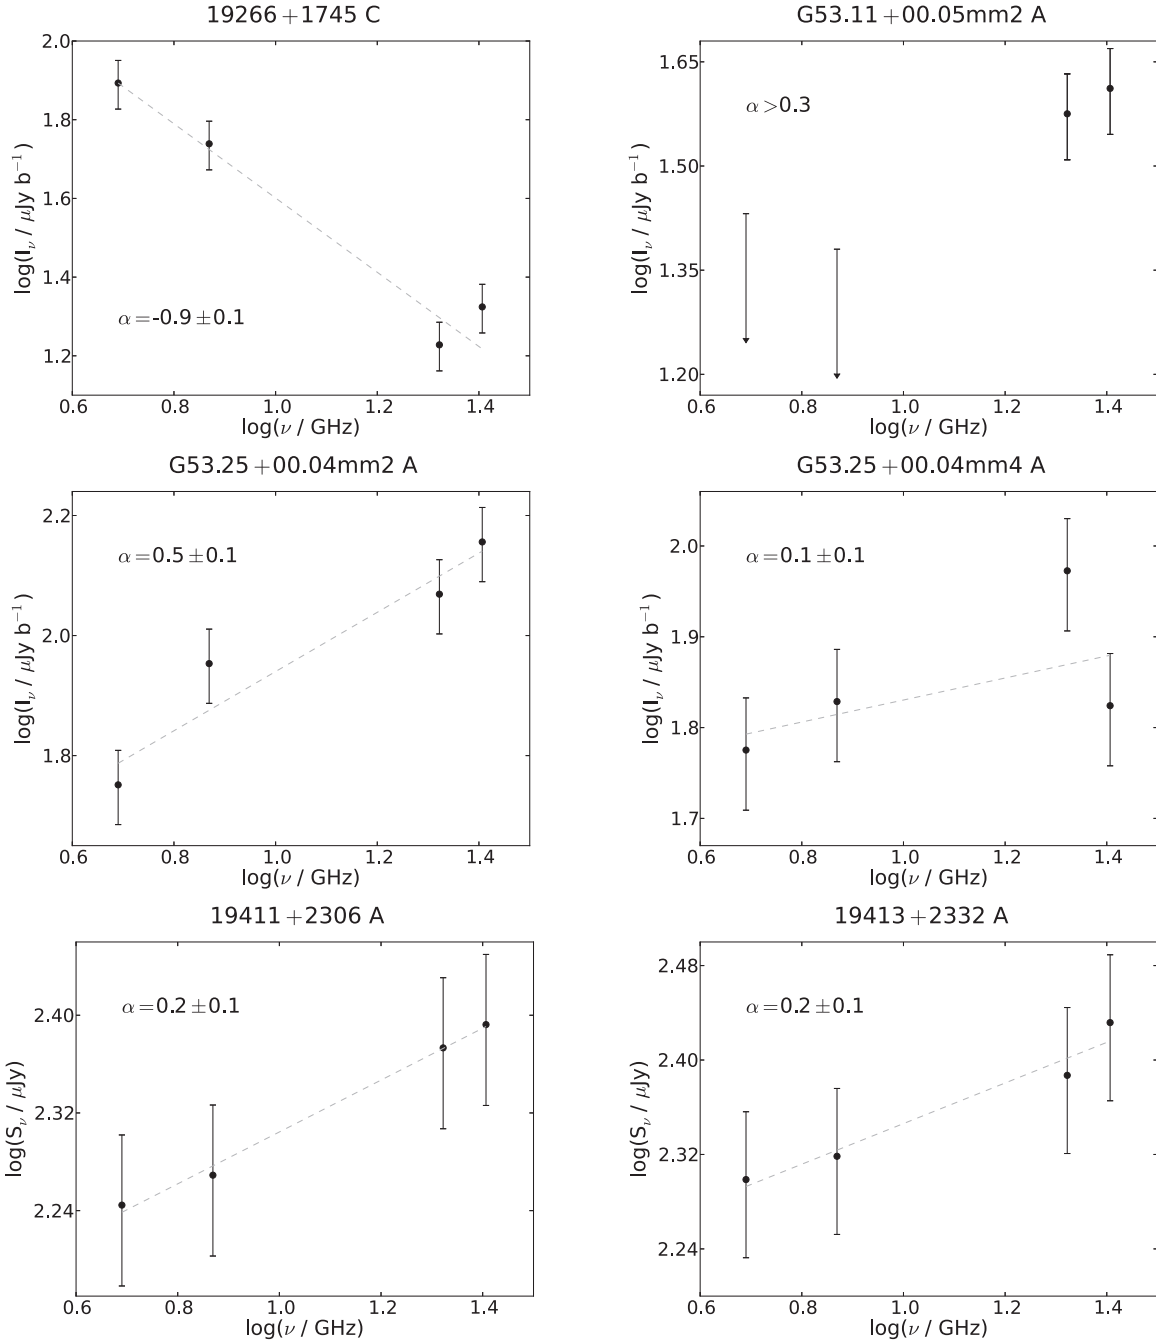 19266+1745 C
2.0
1.8
1.6
1.4
1.2
log(I_ν / μJy b⁻¹)
α=-0.9±0.1
0.6 0.8 1.0 1.2 1.4
log(ν / GHz)
G53.11+00.05mm2 A
1.65
1.50
1.35
1.20
log(I_ν / μJy b⁻¹)
α>0.3
0.6 0.8 1.0 1.2 1.4
log(ν / GHz)
G53.25+00.04mm2 A
2.2
2.0
1.8
log(I_ν / μJy b⁻¹)
α=0.5±0.1
0.6 0.8 1.0 1.2 1.4
log(ν / GHz)
G53.25+00.04mm4 A
2.0
1.9
1.8
1.7
log(I_ν / μJy b⁻¹)
α=0.1±0.1
0.6 0.8 1.0 1.2 1.4
log(ν / GHz)
19411+2306 A
2.40
2.32
2.24
log(S_ν / μJy)
α=0.2±0.1
0.6 0.8 1.0 1.2 1.4
log(ν / GHz)
19413+2332 A
2.48
2.40
2.32
2.24
log(S_ν / μJy)
α=0.2±0.1
0.6 0.8 1.0 1.2 1.4
log(ν / GHz)